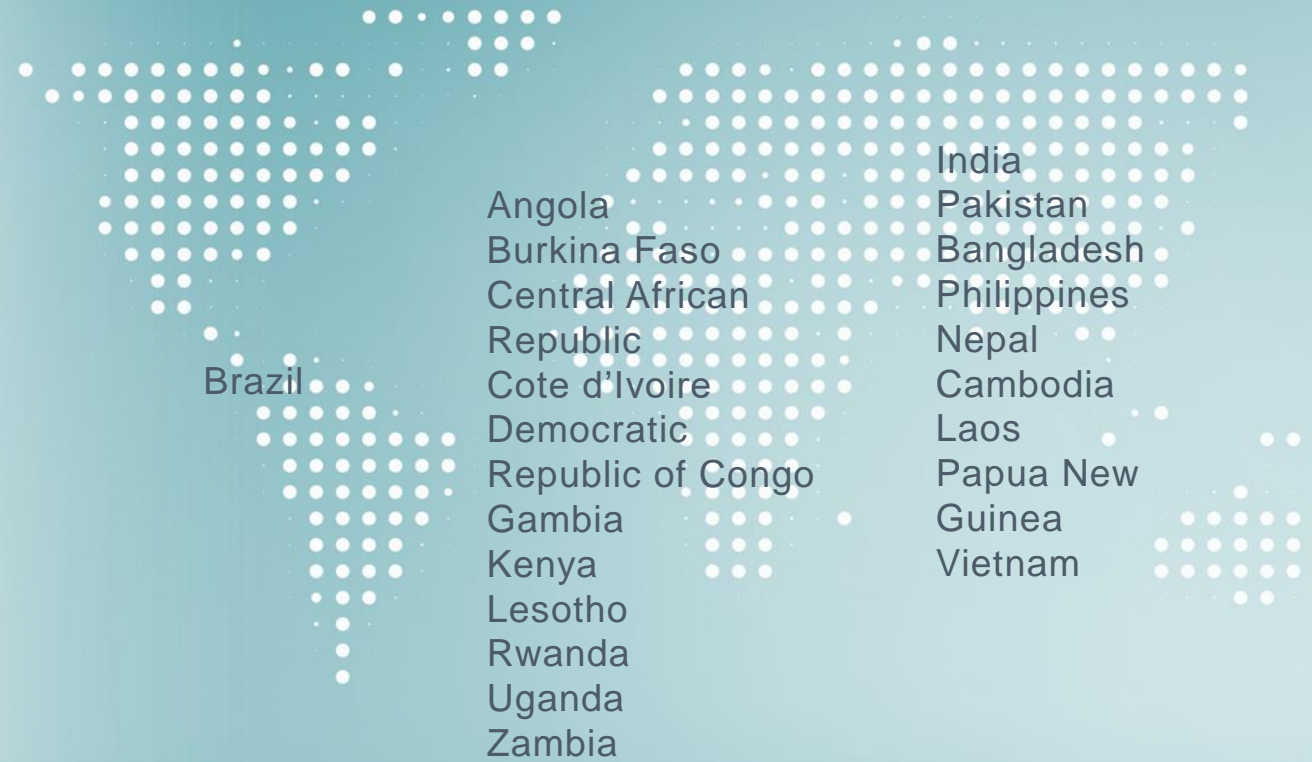 Brazil
Angola
Burkina Faso
Central African
Republic
Cote d’Ivoire
Democratic
Republic of Congo
Gambia
Kenya
Lesotho
Rwanda
Uganda
Zambia
India
Pakistan
Bangladesh
Philippines
Nepal
Cambodia
Laos
Papua New
Guinea
Vietnam